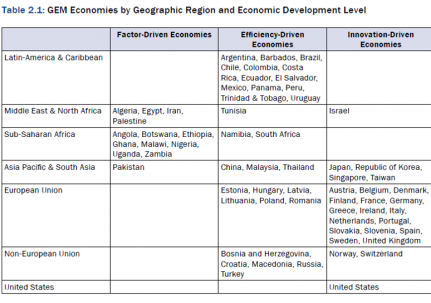 Table 2.1: GEM Economies by Geographic Region and Economic Development Level
Factor-Driven Economies
Efficiency-Driven
Economies
Innovation-Driven
Economies
Latin-America & Caribbean
Argentina, Barbados, Brazil,
Chile, Colombia, Costa
Rica, Ecuador, El Salvador,
Mexico, Panama, Peru,
Trinidad & Tobago, Uruguay
Middle East & North Africa
Algeria, Egypt, Iran,
Palestine
Tunisia
Israel
Sub-Saharan Africa
Angola, Botswana, Ethiopia,
Ghana, Malawi, Nigeria,
Uganda, Zambia
Namibia, South Africa
Asia Pacific & South Asia
Pakistan
China, Malaysia, Thailand
Japan, Republic of Korea,
Singapore, Taiwan
European Union
Estonia, Hungary, Latvia,
Lithuania, Poland, Romania
Austria, Belgium, Denmark,
Finland, France, Germany,
Greece, Ireland, Italy,
Netherlands, Portugal,
Slovakia, Slovenia, Spain,
Sweden, United Kingdom
Non-European Union
Bosnia and Herzegovina,
Croatia, Macedonia, Russia,
Turkey
Norway, Switzerland
United States
United States